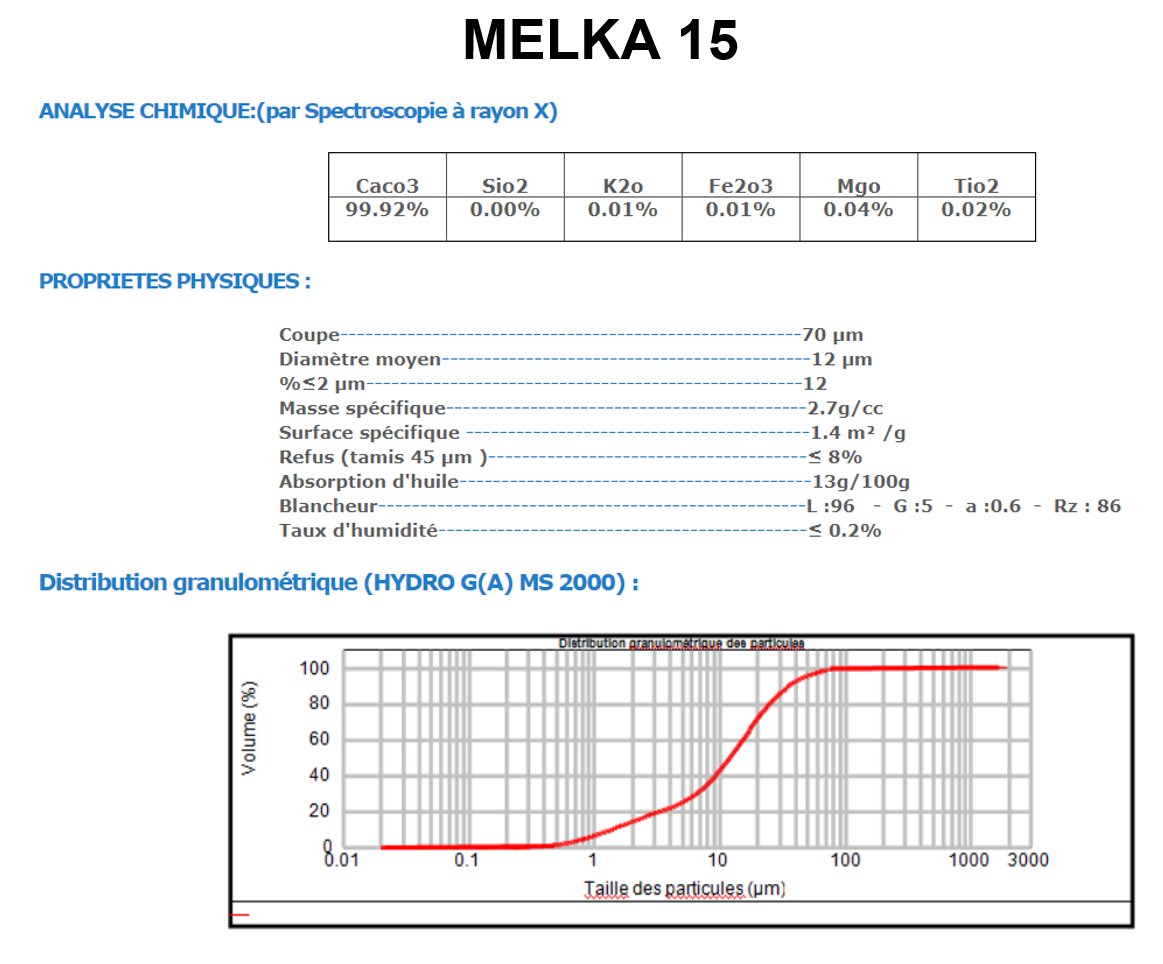 MELKA 15
ANALYSE CHIMIQUE:(par Spectroscopie à rayon X)
Caco3 Sio2 K2o Fe2o3 Mgo Tio2
99.92% 0.00% 0.01% 0.01% 0.04% 0.02%
PROPRIETES PHYSIQUES :
Coupe-------------------------------------------------------70 µm
Diamètre moyen--------------------------------------------12 µm
%≤2 µm----------------------------------------------------12
Masse spécifique-------------------------------------------2.7g/cc
Surface spécifique -----------------------------------------1.4 m² /g
Refus (tamis 45 µm )--------------------------------------≤ 8%
Absorption d'huile------------------------------------------13g/100g
Blancheur---------------------------------------------------L :96 - G :5 - a :0.6 - Rz : 86
Taux d'humidité--------------------------------------------≤ 0.2%
Distribution granulométrique (HYDRO G(A) MS 2000) :
Distribution granulométrique des particules
Volume (%)
100
80
60
40
20
0
0.01 0.1 1 10 100 1000 3000
Taille des particules (µm)